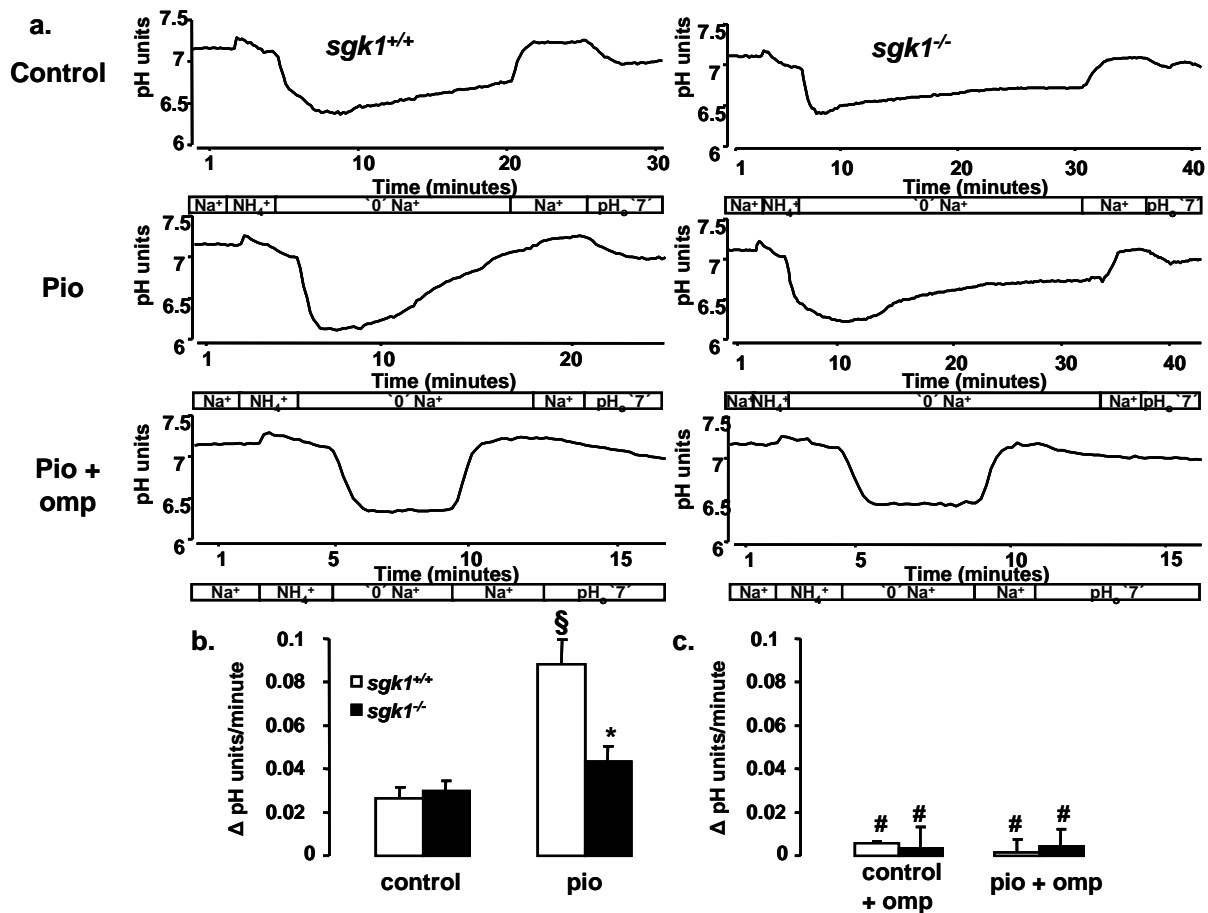 a.
sgk1+/+
sgk1-/-
Control
pH units
7.5
7
6.5
6
1 10 20 30
Time (minutes)
Na+ NH4+ `0´ Na+ Na+ pHo `7´
pH units
7.5
7
6.5
6
1 10 20 30 40
Time (minutes)
Na+ NH4+ `0´ Na+ Na+ pHo `7´
Pio
pH units
7.5
7
6
1 10 20
Time (minutes)
Na+ NH4+ `0´ Na+ Na+ pHo `7´
pH units
7.5
7
6
1 10 20 30 40
Time (minutes)
Na+ NH4+ `0´ Na+ Na+ pHo `7´
Pio +
omp
pH units
7.5
7
6.5
6
1 5 10 15
Time (minutes)
Na+ NH4+ `0´ Na+ Na+ pHo `7´
pH units
7.5
7
6.5
6
1 5 10 15
Time (minutes)
Na+ NH4+ `0´ Na+ Na+ pHo `7´
b.
Δ pH units/minute
0.1
0.08
0.06
0.04
0.02
0
sgk1+/+
sgk1-/-
§
*
control pio
c.
Δ pH units/minute
0.1
0.08
0.06
0.04
0.02
0
# # # #
control
+ omp
pio + omp